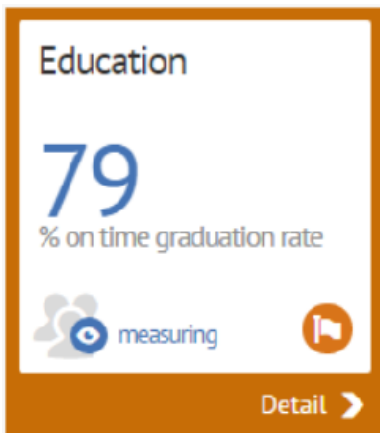 Education
79
% on time graduation rate
measuring
Detail